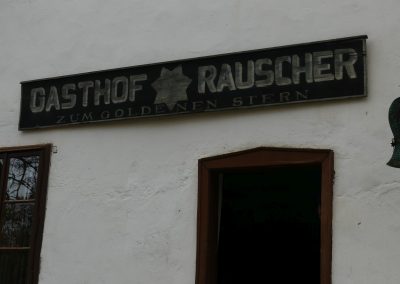 GASTHOF RAUSCHER
ZUM GOLDENEN STERN